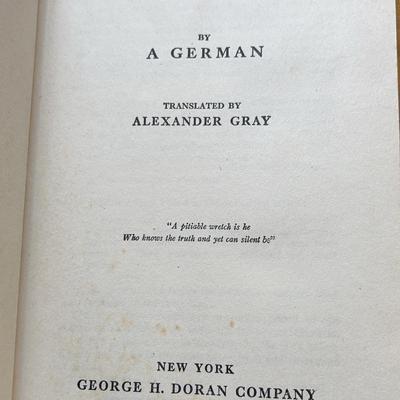 BY
A GERMAN
TRANSLATED BY
ALEXANDER GRAY
"A pitiable wretch is he
Who knows the truth and yet can silent be"
NEW YORK
GEORGE H. DORAN COMPANY